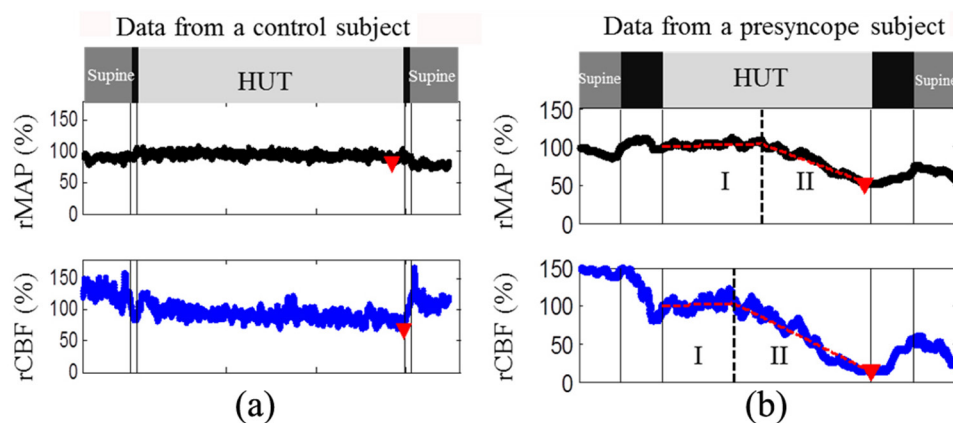 Data from a control subject
Supine
HUT
Supine
rMAP (%)
150
100
50
0
rCBF (%)
150
100
50
0
(a)
Data from a presyncope subject
Supine
HUT
Supine
rMAP (%)
150
100
50
0
I
II
rCBF (%)
150
100
50
0
I
II
(b)